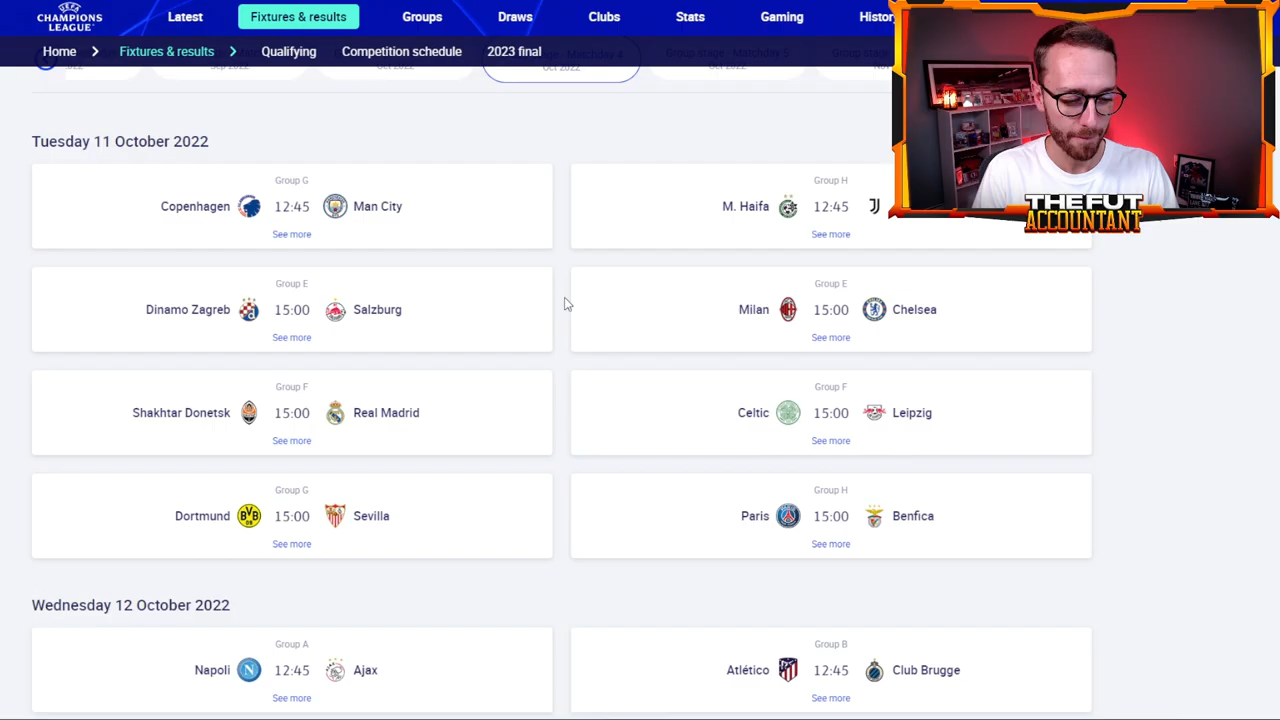 CHAMPIONS
LEAGUE
Latest
Fixtures & results
Groups
Draws
Clubs
Stats
Gaming
Home
Fixtures & results
Qualifying
Competition schedule
2023 final
Oct 2022
Tuesday 11 October 2022
Group G
Copenhagen 12:45 Man City
See more
Group H
M. Haifa 12:45
See more
THE FUT
ACCOUNTANT
Group E
Dinamo Zagreb 15:00 Salzburg
See more
Group E
Milan 15:00 Chelsea
See more
Group F
Shakhtar Donetsk 15:00 Real Madrid
See more
Group F
Celtic 15:00 Leipzig
See more
Group G
Dortmund 15:00 Sevilla
See more
Group H
Paris 15:00 Benfica
See more
Wednesday 12 October 2022
Group A
Napoli 12:45 Ajax
See more
Group B
Atlético 12:45 Club Brugge
See more